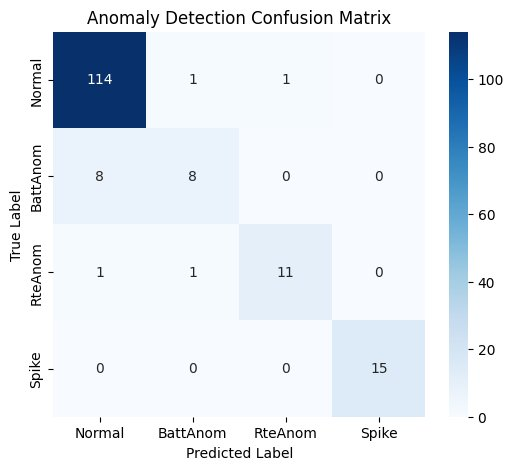 Anomaly Detection Confusion Matrix
Normal 114 1 1 0
BattAnom 8 8 0 0
RteAnom 1 1 11 0
Spike 0 0 0 15
Normal BattAnom RteAnom Spike
True Label
Predicted Label
100
80
60
40
20
0